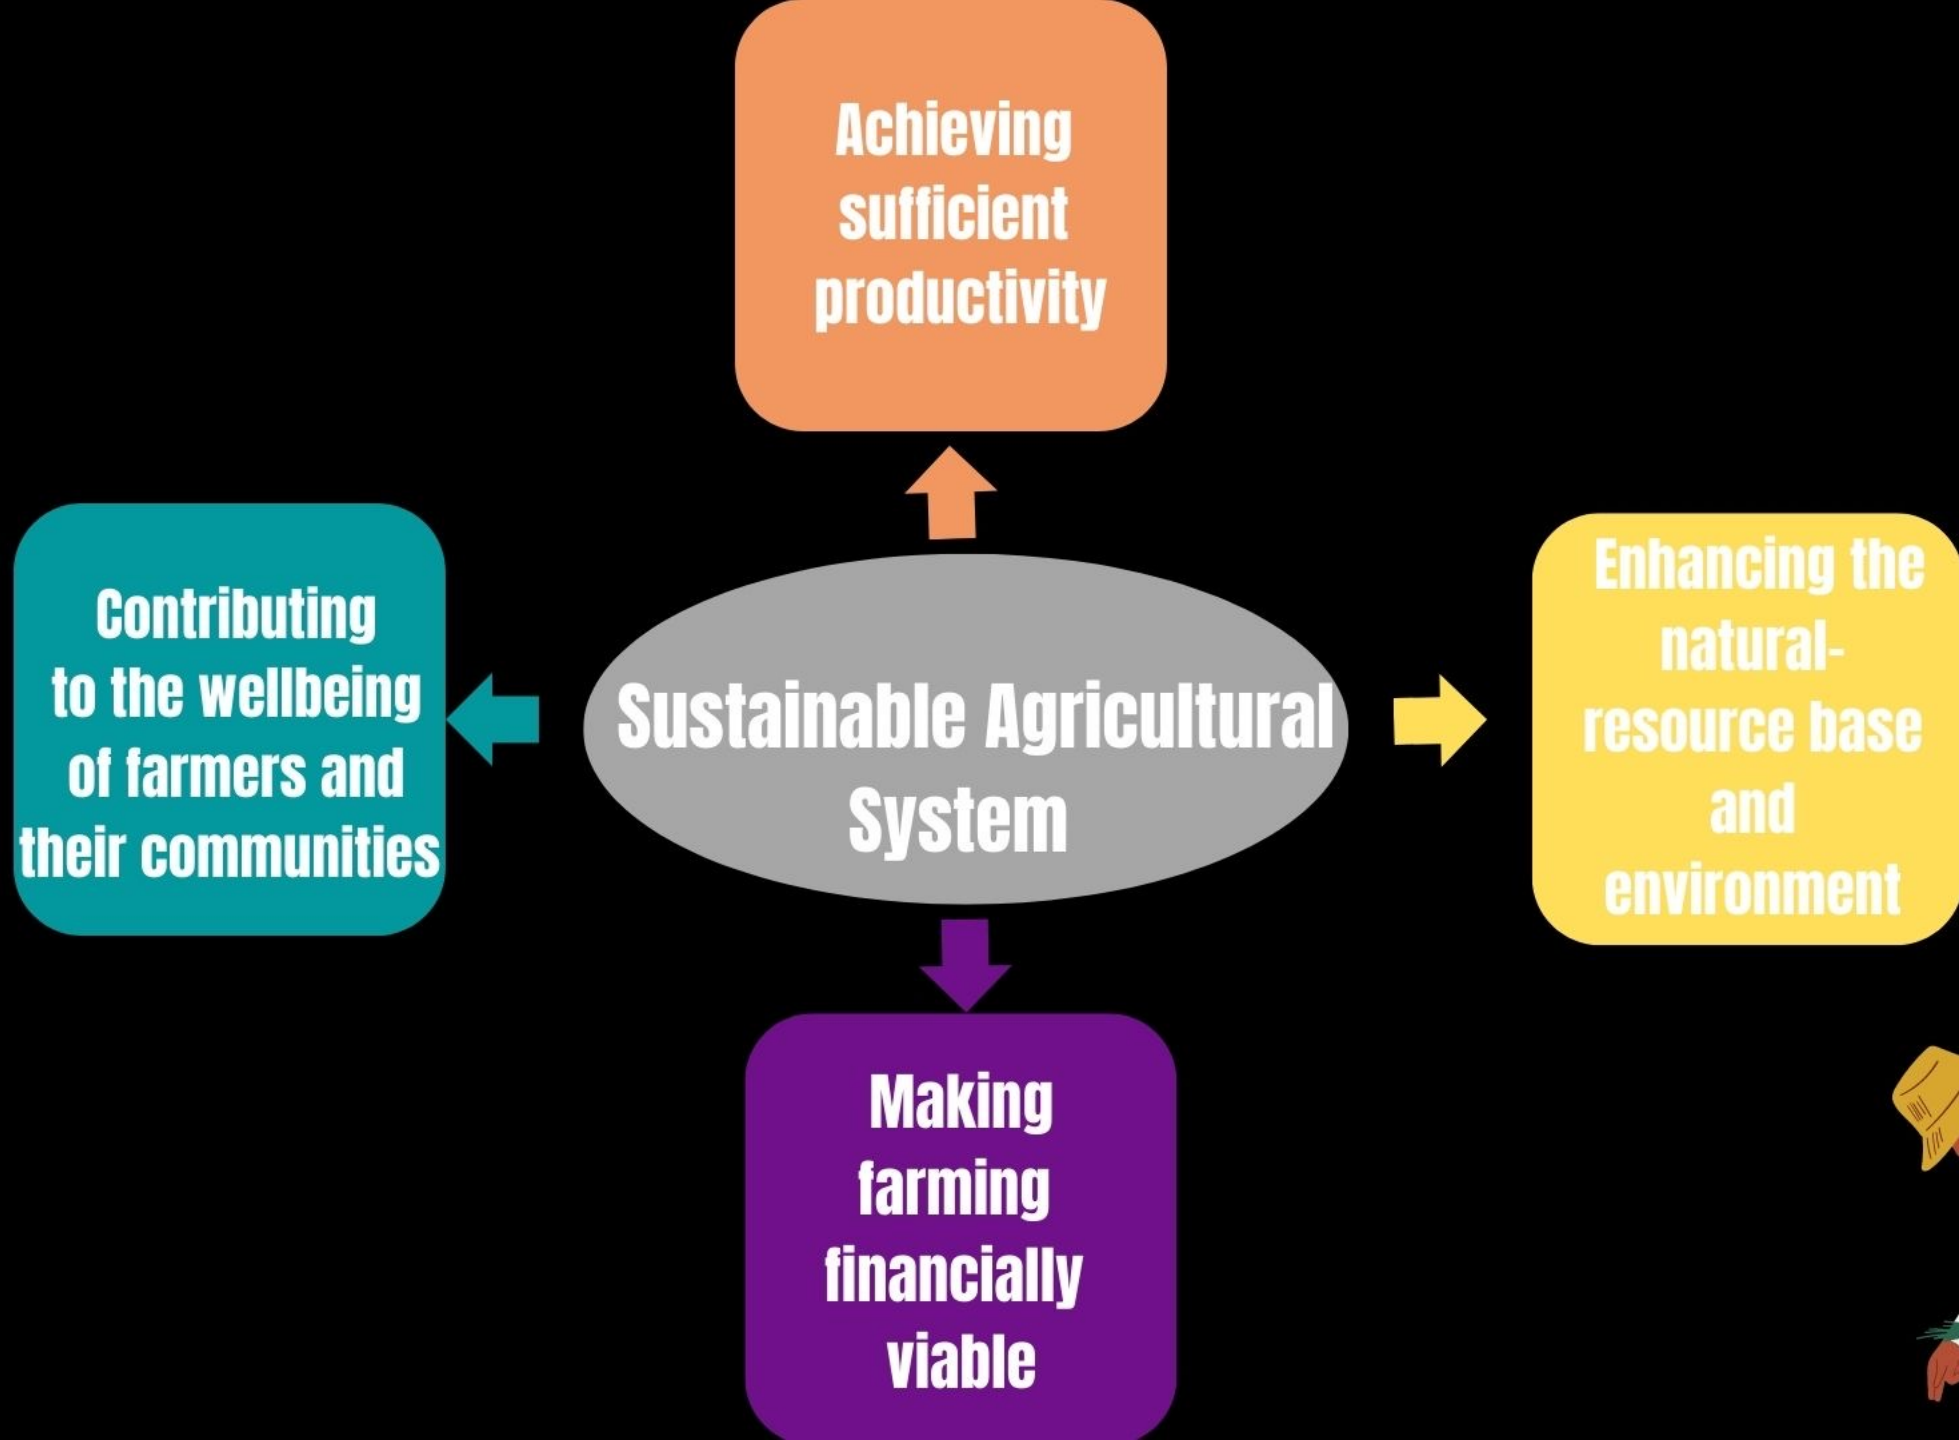 Achieving
sufficient
productivity
Contributing
to the wellbeing
of farmers and
their communities
Sustainable Agricultural
System
Enhancing the
natural-
resource base
and
environment
Making
farming
financially
viable